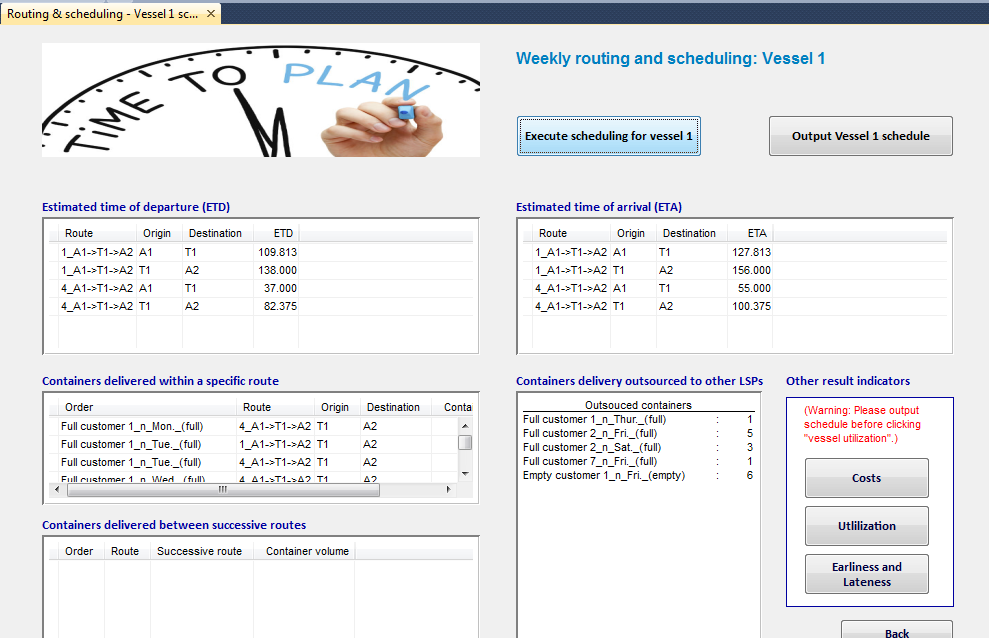 Routing & scheduling - Vessel 1 sc...
TIME TO PLAN
Weekly routing and scheduling: Vessel 1
Execute scheduling for vessel 1
Output Vessel 1 schedule
Estimated time of departure (ETD)
Route Origin Destination ETD
1_A1->T1->A2 A1 T1 109.813
1_A1->T1->A2 T1 A2 138.000
4_A1->T1->A2 A1 T1 37.000
4_A1->T1->A2 T1 A2 82.375
Estimated time of arrival (ETA)
Route Origin Destination ETA
1_A1->T1->A2 A1 T1 127.813
1_A1->T1->A2 T1 A2 156.000
4_A1->T1->A2 A1 T1 55.000
4_A1->T1->A2 T1 A2 100.375
Containers delivered within a specific route
Order Route Origin Destination Contai
Full customer 1_n_Mon._(full) 4_A1->T1->A2 T1 A2
Full customer 1_n_Tue._(full) 1_A1->T1->A2 T1 A2
Full customer 1_n_Tue._(full) 4_A1->T1->A2 T1 A2
Full customer 1_n_Wed._(full) 4_A1->T1->A2 T1 A2
Containers delivery outsourced to other LSPs
Outsouced containers
Full customer 1_n_Thur._(full) : 1
Full customer 2_n_Fri._(full) : 5
Full customer 2_n_Sat._(full) : 3
Full customer 7_n_Fri._(full) : 1
Empty customer 1_n_Fri._(empty) : 6
Other result indicators
(Warning: Please output
schedule before clicking
"vessel utilization".)
Costs
Utlilization
Earliness and
Lateness
Containers delivered between successive routes
Order Route Successive route Container volume
Back